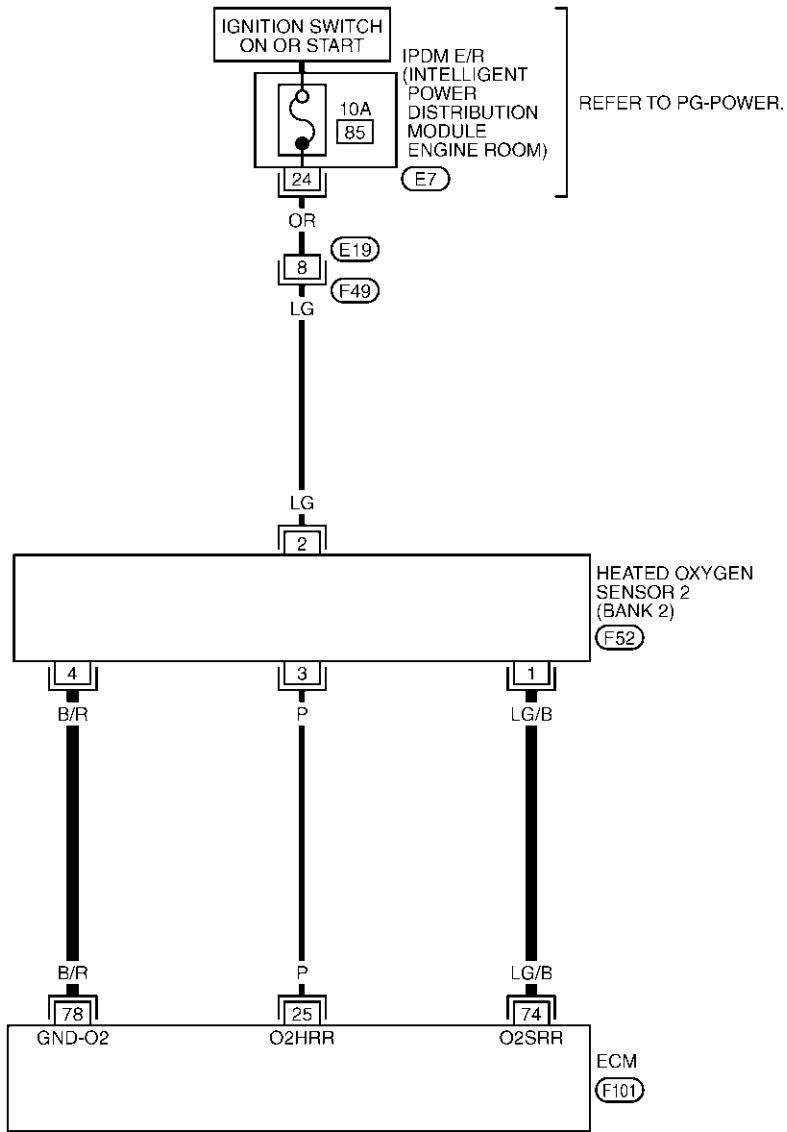 IGNITION SWITCH
ON OR START
IPDM E/R
(INTELLIGENT
POWER
DISTRIBUTION
MODULE
ENGINE ROOM)
REFER TO PG-POWER.
10A
85
24
E7
OR
E19
8
F49
LG
LG
2
HEATED OXYGEN
SENSOR 2
(BANK 2)
F52
4 3 1
B/R P LG/B
B/R P LG/B
78 25 74
GND-O2 O2HRR O2SRR
ECM
F101